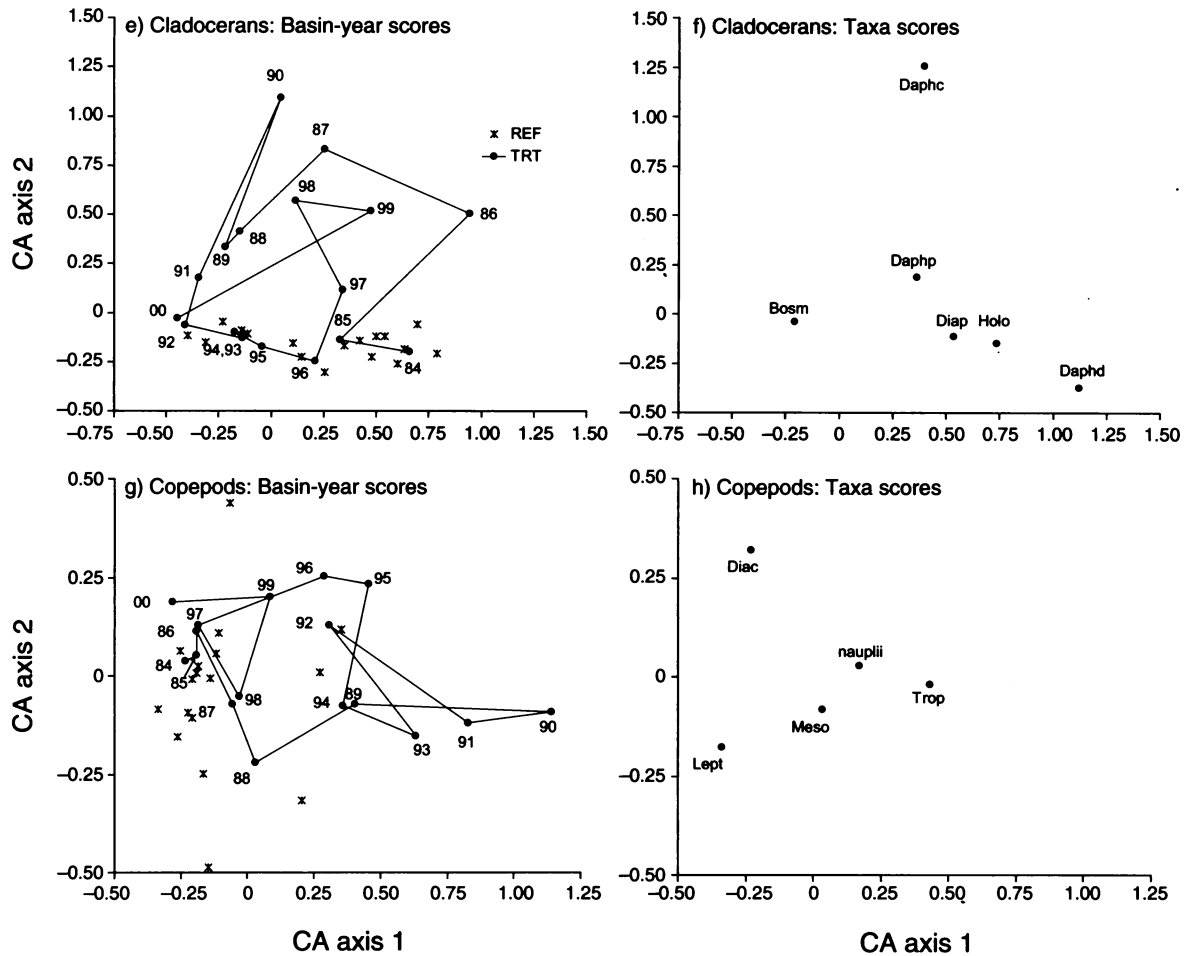 e) Cladocerans: Basin-year scores
1.50
1.25
1.00
0.75
0.50
0.25
0
−0.25
−0.50
CA axis 2
90
87
REF
TRT
98
99
86
88
89
91
97
00
85
92
94,93
95
96
84
−0.75 −0.50 −0.25 0 0.25 0.50 0.75 1.00 1.25 1.50
f) Cladocerans: Taxa scores
1.50
1.25
1.00
0.75
0.50
0.25
0
−0.25
−0.50
Daphc
Daphp
Bosm
Diap
Holo
Daphd
−0.75 −0.50 −0.25 0 0.25 0.50 0.75 1.00 1.25 1.50
g) Copepods: Basin-year scores
0.50
0.25
0
−0.25
−0.50
CA axis 2
96
95
99
00
97
92
86
84
85
98
94
89
87
90
91
93
88
−0.50 −0.25 0 0.25 0.50 0.75 1.00 1.25
CA axis 1
h) Copepods: Taxa scores
0.50
0.25
0
−0.25
−0.50
Diac
nauplii
Trop
Meso
Lept
−0.50 −0.25 0 0.25 0.50 0.75 1.00 1.25
CA axis 1